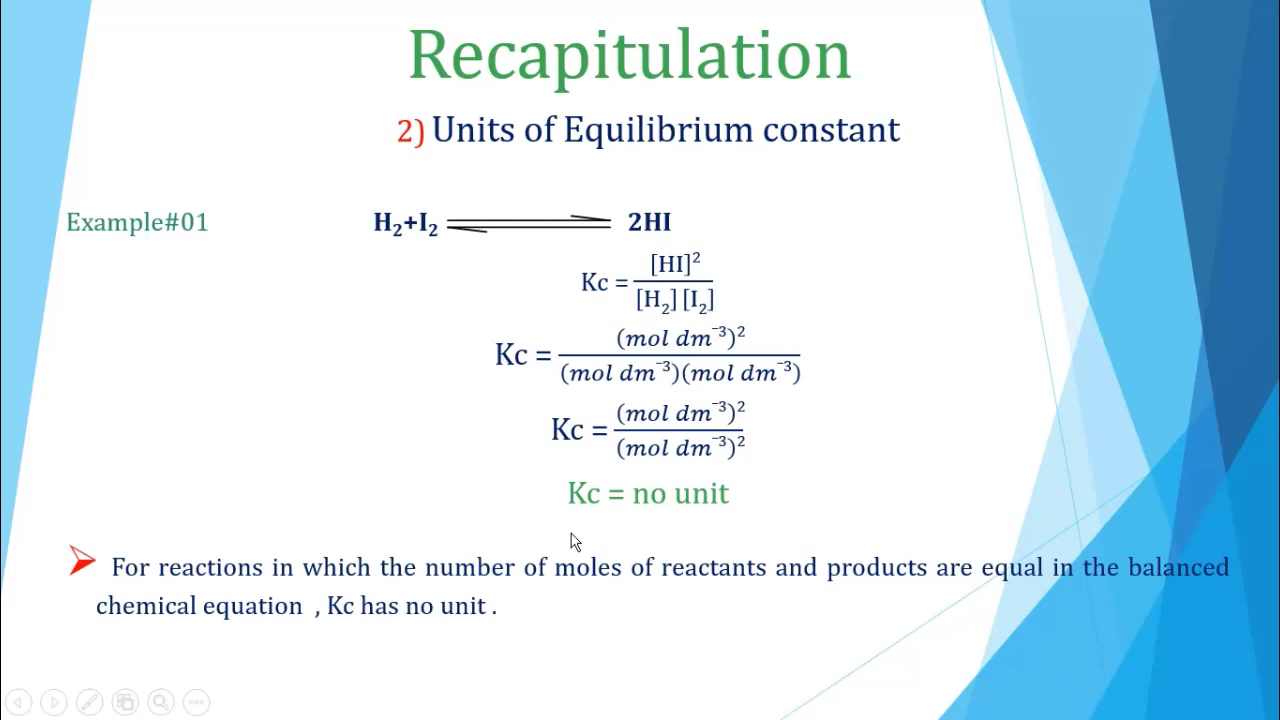 Recapitulation
2) Units of Equilibrium constant
Example#01 H₂+I₂ ⇌ 2HI
Kc = [HI]² / [H₂] [I₂]
Kc = (mol dm⁻³)² / (mol dm⁻³)(mol dm⁻³)
Kc = (mol dm⁻³)² / (mol dm⁻³)²
Kc = no unit
For reactions in which the number of moles of reactants and products are equal in the balanced
chemical equation , Kc has no unit .